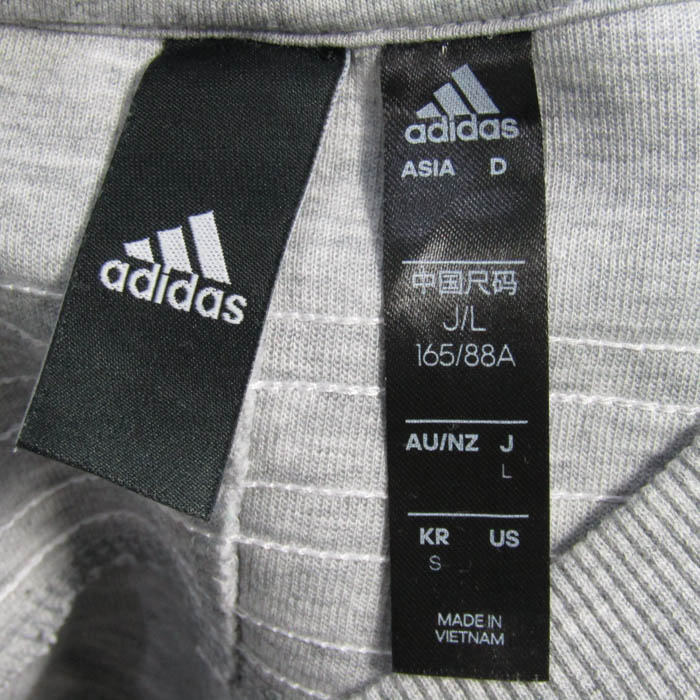 adidas
adidas
ASIA D
中国尺码
J/L
165/88A
AU/NZ J
L
KR US
S
MADE IN
VIETNAM